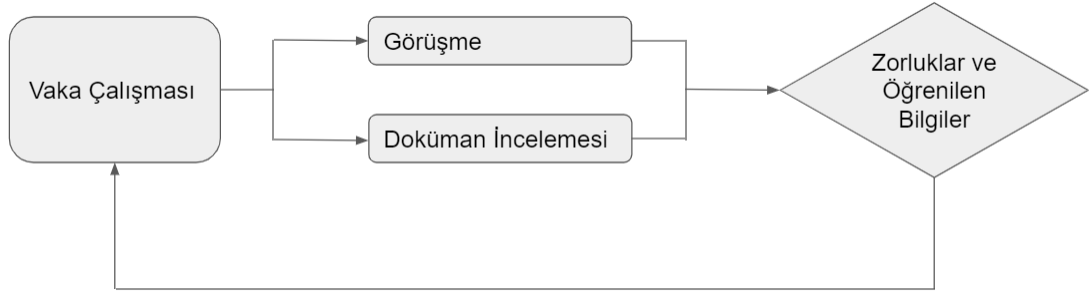 Vaka Çalışması
Görüşme
Doküman İncelemesi
Zorluklar ve
Öğrenilen
Bilgiler